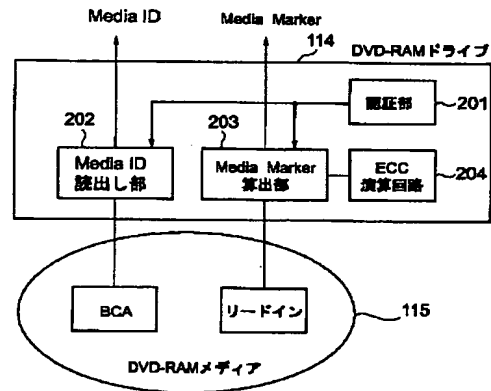 Media ID
Media Marker
114
DVD-RAMドライブ
認証部
201
202
203
Media ID
読出し部
Media Marker
算出部
ECC
演算回路
204
BCA
リードイン
115
DVD-RAMメディア